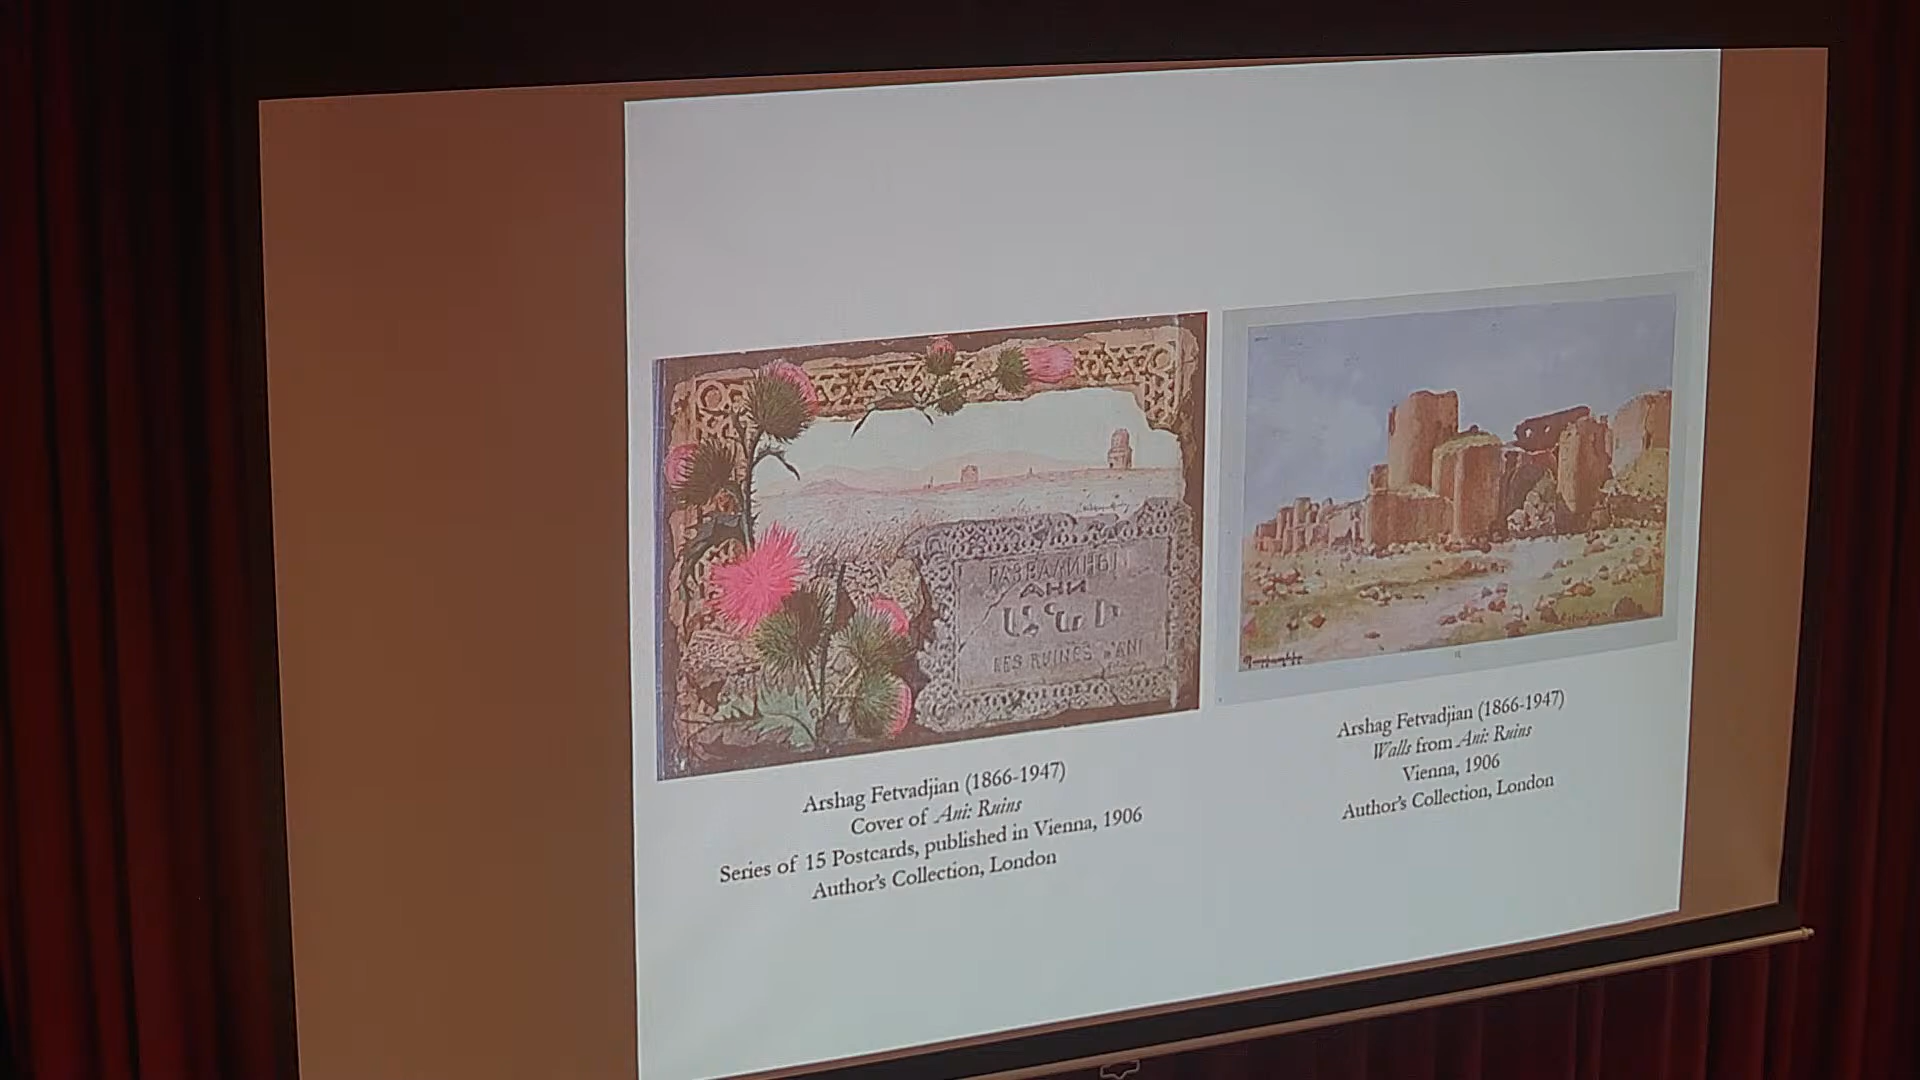 РАЗВАЛИНЫ
АНИ
ԱՆԻ
LES RUINES D'ANI
Arshag Fetvadjian (1866-1947)
Cover of Ani: Ruins
Series of 15 Postcards, published in Vienna, 1906
Author's Collection, London
Arshag Fetvadjian (1866-1947)
Walls from Ani: Ruins
Vienna, 1906
Author's Collection, London